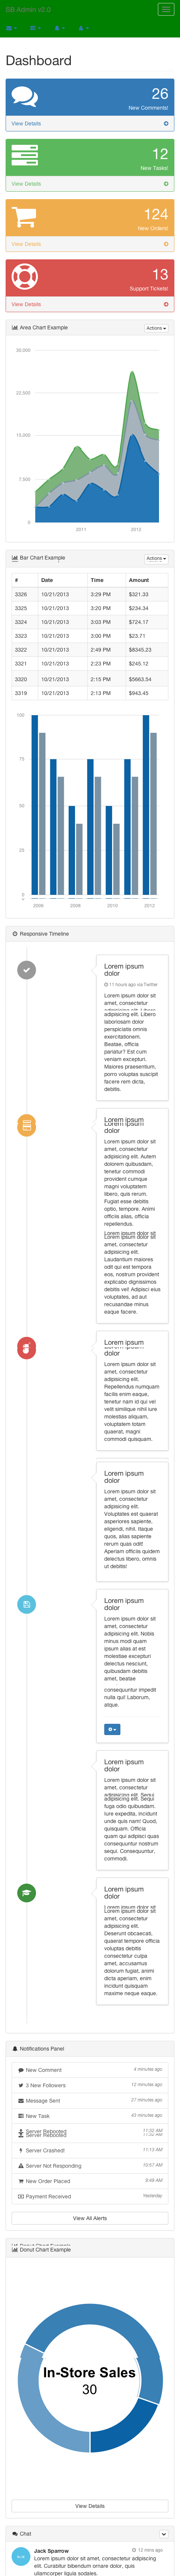 SB Admin v2.0
Dashboard
26
New Comments!
View Details
12
New Tasks!
View Details
124
New Orders!
View Details
13
Support Tickets!
View Details
Area Chart Example
Actions
30,000
22,500
15,000
7,500
0
2011
2012
Bar Chart Example
Actions
# Date Time Amount
3326 10/21/2013 3:29 PM $321.33
3325 10/21/2013 3:20 PM $234.34
3324 10/21/2013 3:03 PM $724.17
3323 10/21/2013 3:00 PM $23.71
3322 10/21/2013 2:49 PM $8345.23
3321 10/21/2013 2:23 PM $245.12
3320 10/21/2013 2:15 PM $5663.54
3319 10/21/2013 2:13 PM $943.45
100
75
50
25
0
2006
2008
2010
2012
Responsive Timeline
Lorem ipsum
dolor
11 hours ago via Twitter
Lorem ipsum dolor sit
amet, consectetur
adipisicing elit. Libero
laboriosam dolor
perspiciatis omnis
exercitationem.
Beatae, officia
pariatur? Est cum
veniam excepturi.
Maiores praesentium,
porro voluptas suscipit
facere rem dicta,
debitis.
Lorem ipsum
dolor
Lorem ipsum dolor sit
amet, consectetur
adipisicing elit. Autem
dolorem quibusdam,
tenetur commodi
provident cumque
magni voluptatem
libero, quis rerum.
Fugiat esse debitis
optio, tempore. Animi
officiis alias, officia
repellendus.
Lorem ipsum dolor sit
amet, consectetur
adipisicing elit.
Laudantium maiores
odit qui est tempora
eos, nostrum provident
explicabo dignissimos
debitis vel! Adipisci eius
voluptates, ad aut
recusandae minus
eaque facere.
Lorem ipsum
dolor
Lorem ipsum dolor sit
amet, consectetur
adipisicing elit.
Repellendus numquam
facilis enim eaque,
tenetur nam id qui vel
velit similique nihil iure
molestias aliquam,
voluptatem totam
quaerat, magni
commodi quisquam.
Lorem ipsum
dolor
Lorem ipsum dolor sit
amet, consectetur
adipisicing elit.
Voluptates est quaerat
asperiores sapiente,
eligendi, nihil. Itaque
quos, alias sapiente
rerum quas odit!
Aperiam officiis quidem
delectus libero, omnis
ut debitis!
Lorem ipsum
dolor
Lorem ipsum dolor sit
amet, consectetur
adipisicing elit. Nobis
minus modi quam
ipsum alias at est
molestiae excepturi
delectus nesciunt,
quibusdam debitis
amet, beatae
consequuntur impedit
nulla qui! Laborum,
atque.
Lorem ipsum
dolor
Lorem ipsum dolor sit
amet, consectetur
adipisicing elit. Sequi
fuga odio quibusdam.
Iure expedita, incidunt
unde quis nam! Quod,
quisquam. Officia
quam qui adipisci quas
consequuntur nostrum
sequi. Consequuntur,
commodi.
Lorem ipsum
dolor
Lorem ipsum dolor sit
amet, consectetur
adipisicing elit.
Deserunt obcaecati,
quaerat tempore officia
voluptas debitis
consectetur culpa
amet, accusamus
dolorum fugiat, animi
dicta aperiam, enim
incidunt quisquam
maxime neque eaque.
Notifications Panel
New Comment 4 minutes ago
3 New Followers 12 minutes ago
Message Sent 27 minutes ago
New Task 43 minutes ago
Server Rebooted 11:32 AM
Server Crashed! 11:13 AM
Server Not Responding 10:57 AM
New Order Placed 9:49 AM
Payment Received Yesterday
View All Alerts
Donut Chart Example
In-Store Sales
30
View Details
Chat
Jack Sparrow 12 mins ago
Lorem ipsum dolor sit amet, consectetur adipiscing
elit. Curabitur bibendum ornare dolor, quis
ullamcorper ligula sodales.